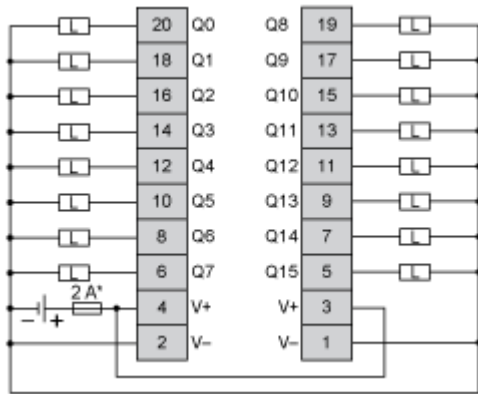 L 20 Q0 Q8 19 L
L 18 Q1 Q9 17 L
L 16 Q2 Q10 15 L
L 14 Q3 Q11 13 L
L 12 Q4 Q12 11 L
L 10 Q5 Q13 9 L
L 8 Q6 Q14 7 L
L 6 Q7 Q15 5 L
2 A*
− + 4 V+ V+ 3
2 V− V− 1